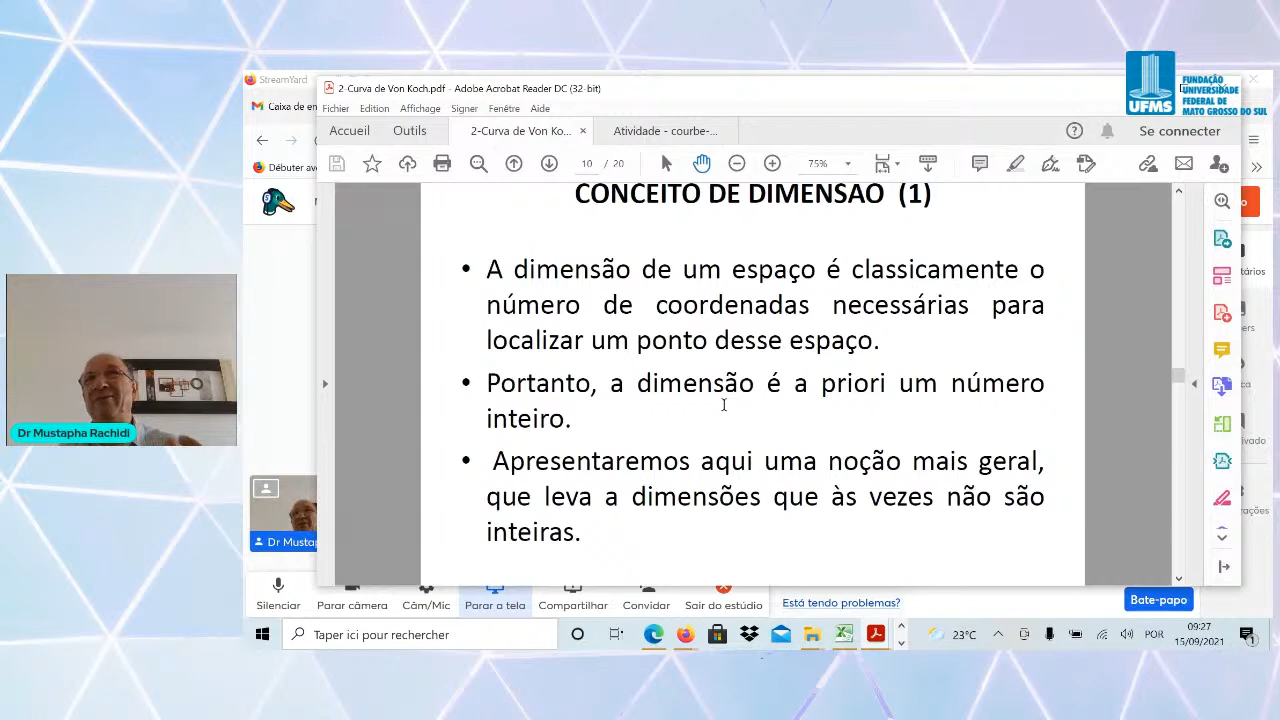 StreamYard
2-Curva de Von Koch.pdf - Adobe Acrobat Reader DC (32-bit)
UFMS
FUNDAÇÃO
UNIVERSIDADE
FEDERAL DE
MATO GROSSO DO SUL
Caixa de en
Fichier Edition Affichage Signer Fenêtre Aide
Accueil Outils 2-Curva de Von Ko... × Atividade - courbe-... Se connecter
10 / 20 75%
Débuter av
CONCEITO DE DIMENSÃO (1)
• A dimensão de um espaço é classicamente o
número de coordenadas necessárias para
localizar um ponto desse espaço.
• Portanto, a dimensão é a priori um número
inteiro.
• Apresentaremos aqui uma noção mais geral,
que leva a dimensões que às vezes não são
inteiras.
Dr Mustapha Rachidi
Dr Mustap
Silenciar Parar câmera Câm/Mic Parar a tela Compartilhar Convidar Sair do estúdio
Está tendo problemas?
Bate-papo
Taper ici pour rechercher
23°C
POR
09:27
15/09/2021